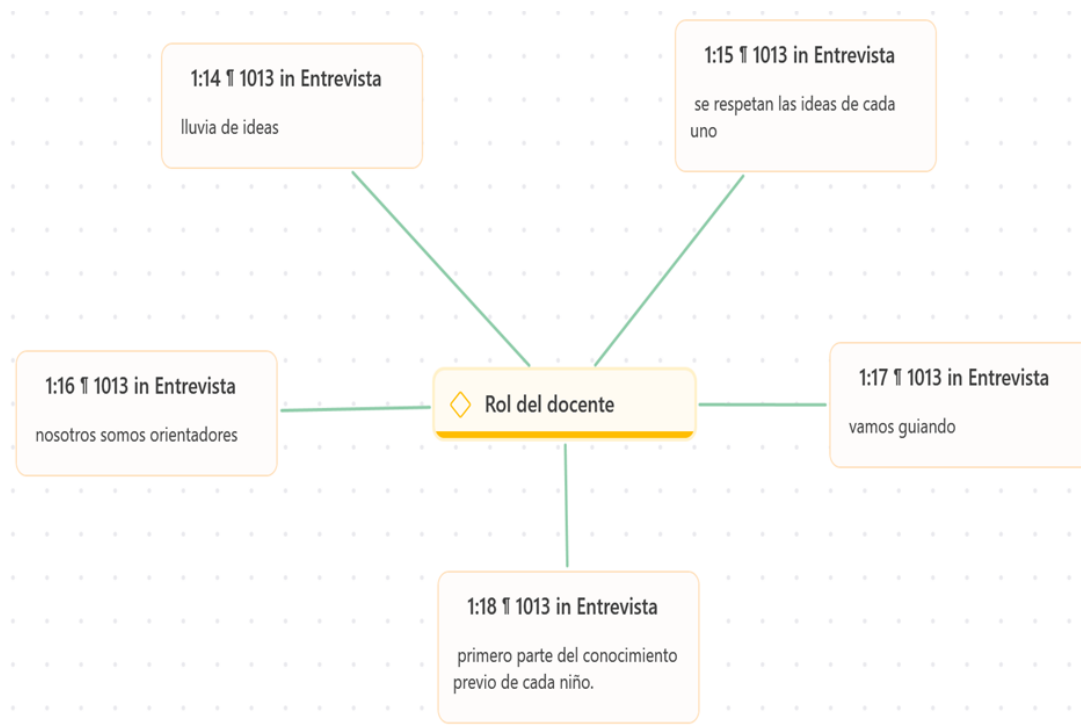 1:14 ¶ 1013 in Entrevista
lluvia de ideas
1:15 ¶ 1013 in Entrevista
se respetan las ideas de cada
uno
1:16 ¶ 1013 in Entrevista
nosotros somos orientadores
Rol del docente
1:17 ¶ 1013 in Entrevista
vamos guiando
1:18 ¶ 1013 in Entrevista
primero parte del conocimiento
previo de cada niño.